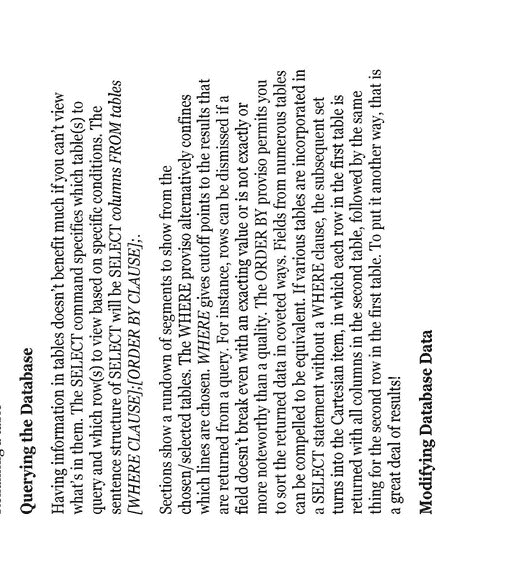 Querying the Database
Having information in tables doesn't benefit much if you can't view
what's in them. The SELECT command specifies which table(s) to
query and which row(s) to view based on specific conditions. The
sentence structure of SELECT will be SELECT columns FROM tables
[WHERE CLAUSE];[ORDER BY CLAUSE];.
Sections show a rundown of segments to show from the
chosen/selected tables. The WHERE proviso alternatively confines
which lines are chosen. WHERE gives cutoff points to the results that
are returned from a query. For instance, rows can be dismissed if a
field doesn't break even with an exacting value or is not exactly or
more noteworthy than a quality. The ORDER BY proviso permits you
to sort the returned data in coveted ways. Fields from numerous tables
can be compelled to be equivalent. If various tables are incorporated in
a SELECT statement without a WHERE clause, the subsequent set
turns into the Cartesian item, in which each row in the first table is
returned with all columns in the second table, followed by the same
thing for the second row in the first table. To put it another way, that is
a great deal of results!
Modifying Database Data